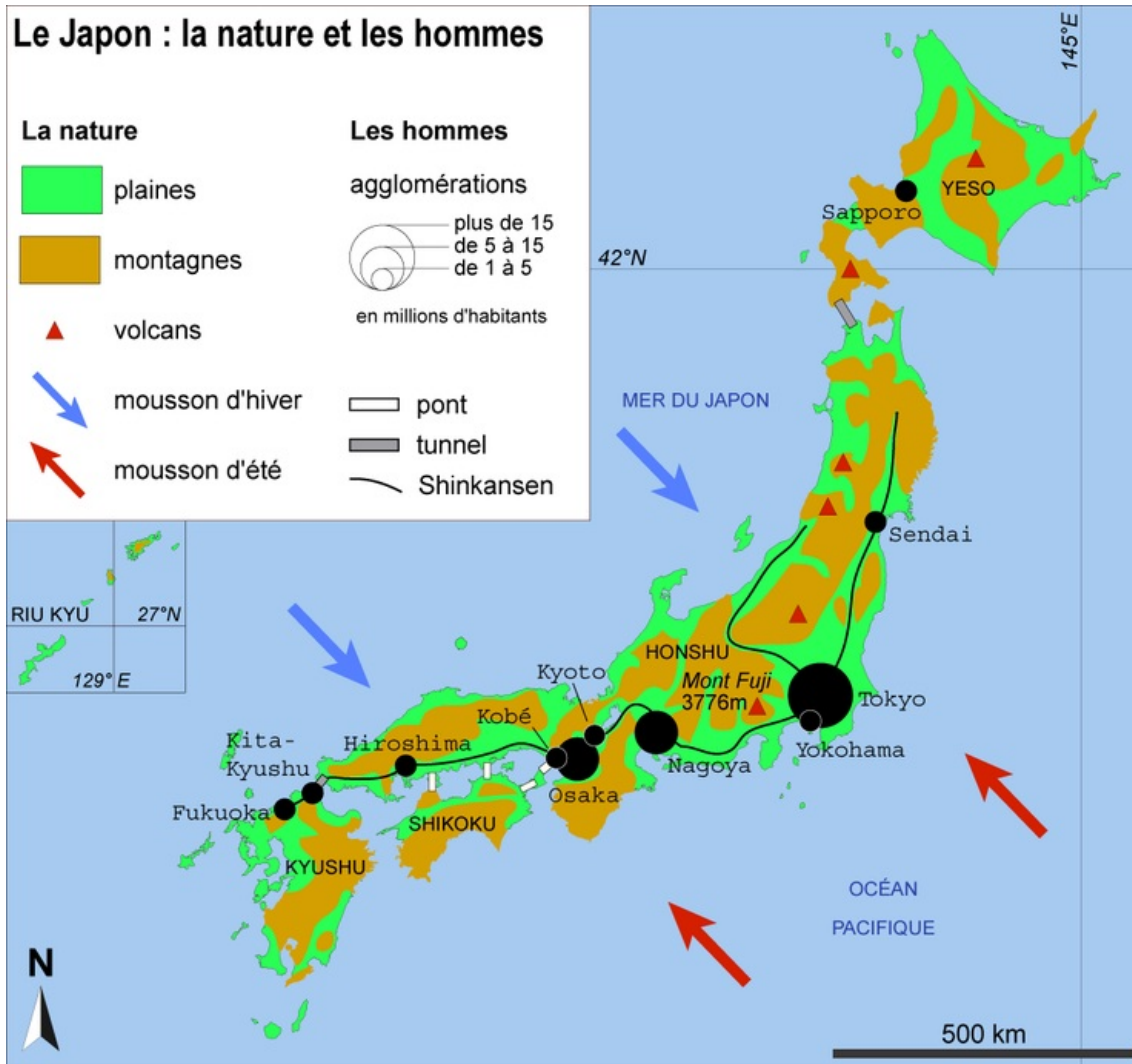 Le Japon : la nature et les hommes
La nature
plaines
montagnes
volcans
mousson d'hiver
mousson d'été
Les hommes
agglomérations
plus de 15
de 5 à 15
de 1 à 5
en millions d'habitants
pont
tunnel
Shinkansen
145°E
YESO
Sapporo
42°N
MER DU JAPON
Sendai
RIU KYU
27°N
129° E
HONSHU
Mont Fuji
3776m
Kyoto
Tokyo
Kobé
Yokohama
Kita-
Kyushu
Hiroshima
Nagoya
Osaka
Fukuoka
SHIKOKU
KYUSHU
OCÉAN
PACIFIQUE
N
500 km